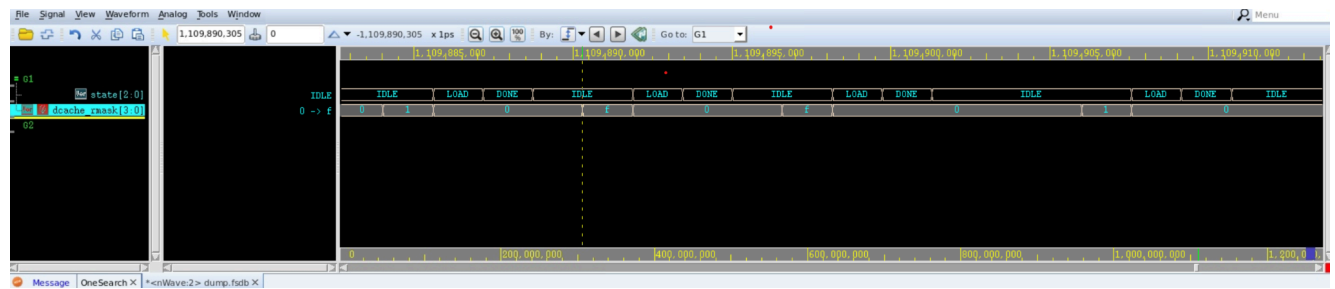 File Signal View Waveform Analog Tools Window Menu
1,109,890,305 0 -1,109,890,305 x 1ps 100 % By: Go to: G1
1,109,885,000 1,109,890,000 1,109,895,000 1,109,900,000 1,109,905,000 1,109,910,000
G1
state[2:0] IDLE IDLE LOAD DONE IDLE LOAD DONE IDLE LOAD DONE IDLE LOAD DONE IDLE
dcache_rmask[3:0] 0 -> f 0 1 0 f 0 f 0 1 0
G2
0 200,000,000 400,000,000 600,000,000 800,000,000 1,000,000,000
Message OneSearch × *<nWave:2> dump.fsdb ×